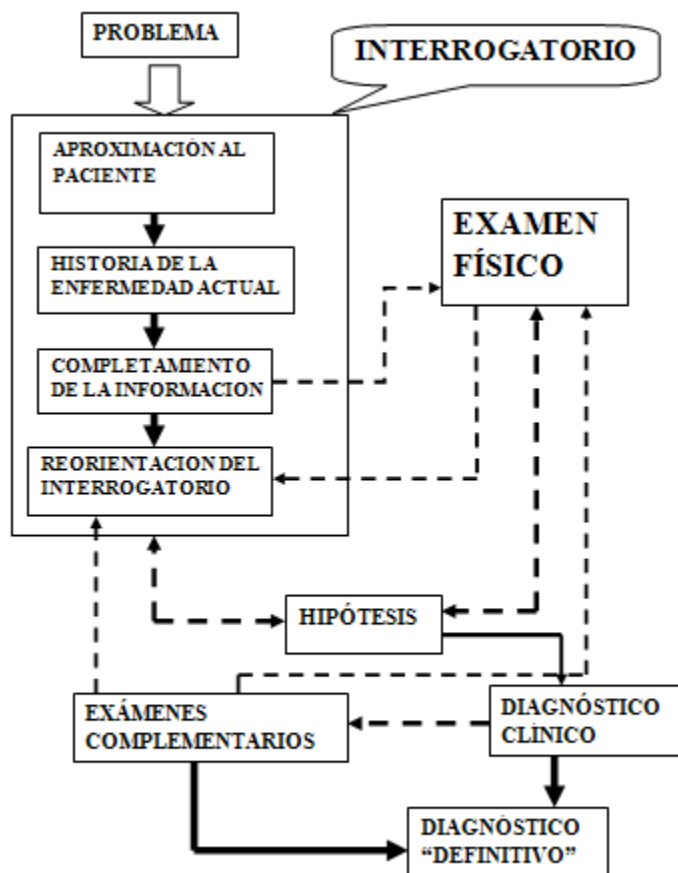 PROBLEMA
INTERROGATORIO
APROXIMACIÓN AL
PACIENTE
HISTORIA DE LA
ENFERMEDAD ACTUAL
COMPLETAMIENTO
DE LA INFORMACION
REORIENTACION DEL
INTERROGATORIO
EXAMEN
FÍSICO
HIPÓTESIS
EXÁMENES
COMPLEMENTARIOS
DIAGNÓSTICO
CLÍNICO
DIAGNÓSTICO
“DEFINITIVO”